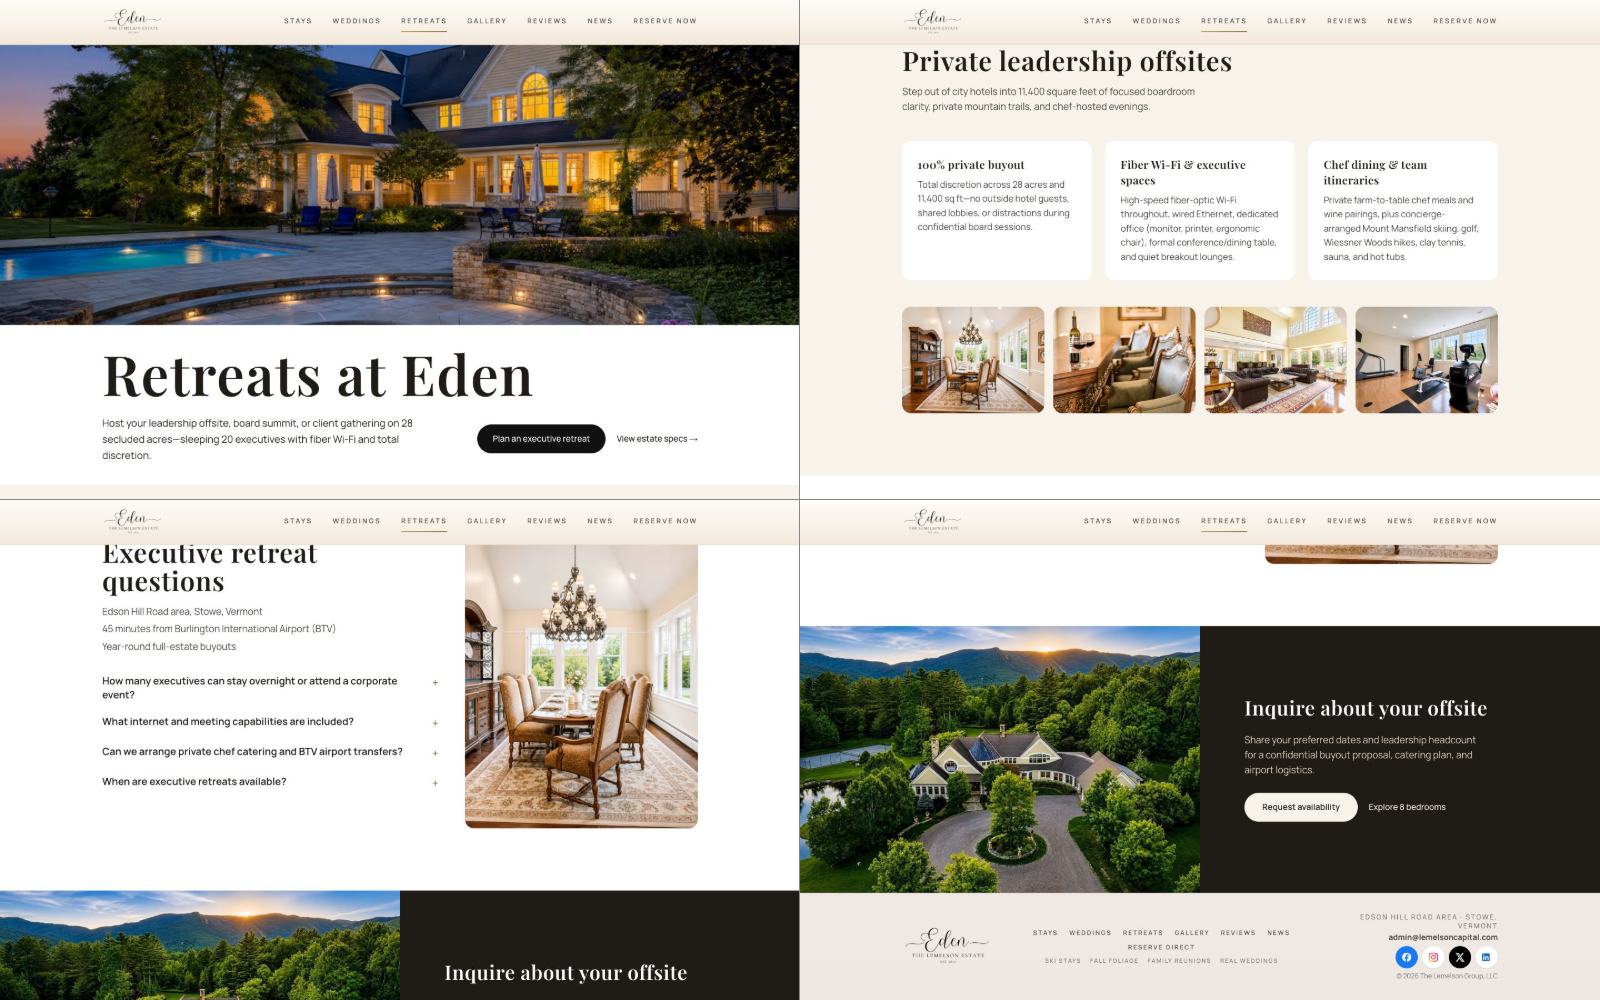 Eden
THE LEMELSON ESTATE
STAYS WEDDINGS RETREATS GALLERY REVIEWS NEWS RESERVE NOW
Retreats at Eden
Host your leadership offsite, board summit, or client gathering on 28
secluded acres—sleeping 20 executives with fiber Wi-Fi and total
discretion.
Plan an executive retreat
View estate specs →
Eden
THE LEMELSON ESTATE
STAYS WEDDINGS RETREATS GALLERY REVIEWS NEWS RESERVE NOW
Private leadership offsites
Step out of city hotels into 11,400 square feet of focused boardroom
clarity, private mountain trails, and chef-hosted evenings.
100% private buyout
Total discretion across 28 acres and
11,400 sq ft—no outside hotel guests,
shared lobbies, or distractions during
confidential board sessions.
Fiber Wi-Fi & executive
spaces
High-speed fiber-optic Wi-Fi
throughout, wired Ethernet, dedicated
office (monitor, printer, ergonomic
chair), formal conference/dining table,
and quiet breakout lounges.
Chef dining & team
itineraries
Private farm-to-table chef meals and
wine pairings, plus concierge-
arranged Mount Mansfield skiing, golf,
Wiessner Woods hikes, clay tennis,
sauna, and hot tubs.
Eden
THE LEMELSON ESTATE
STAYS WEDDINGS RETREATS GALLERY REVIEWS NEWS RESERVE NOW
Executive retreat
questions
Edson Hill Road area, Stowe, Vermont
45 minutes from Burlington International Airport (BTV)
Year-round full-estate buyouts
How many executives can stay overnight or attend a corporate
event? +
What internet and meeting capabilities are included? +
Can we arrange private chef catering and BTV airport transfers? +
When are executive retreats available? +
Inquire about your offsite
Eden
THE LEMELSON ESTATE
STAYS WEDDINGS RETREATS GALLERY REVIEWS NEWS RESERVE NOW
Inquire about your offsite
Share your preferred dates and leadership headcount
for a confidential buyout proposal, catering plan, and
airport logistics.
Request availability
Explore 8 bedrooms
Eden
THE LEMELSON ESTATE
STAYS WEDDINGS RETREATS GALLERY REVIEWS NEWS
RESERVE DIRECT
SKI STAYS FALL FOLIAGE FAMILY REUNIONS REAL WEDDINGS
EDSON HILL ROAD AREA · STOWE,
VERMONT
admin@lemelsoncapital.com
© 2026 The Lemelson Group, LLC